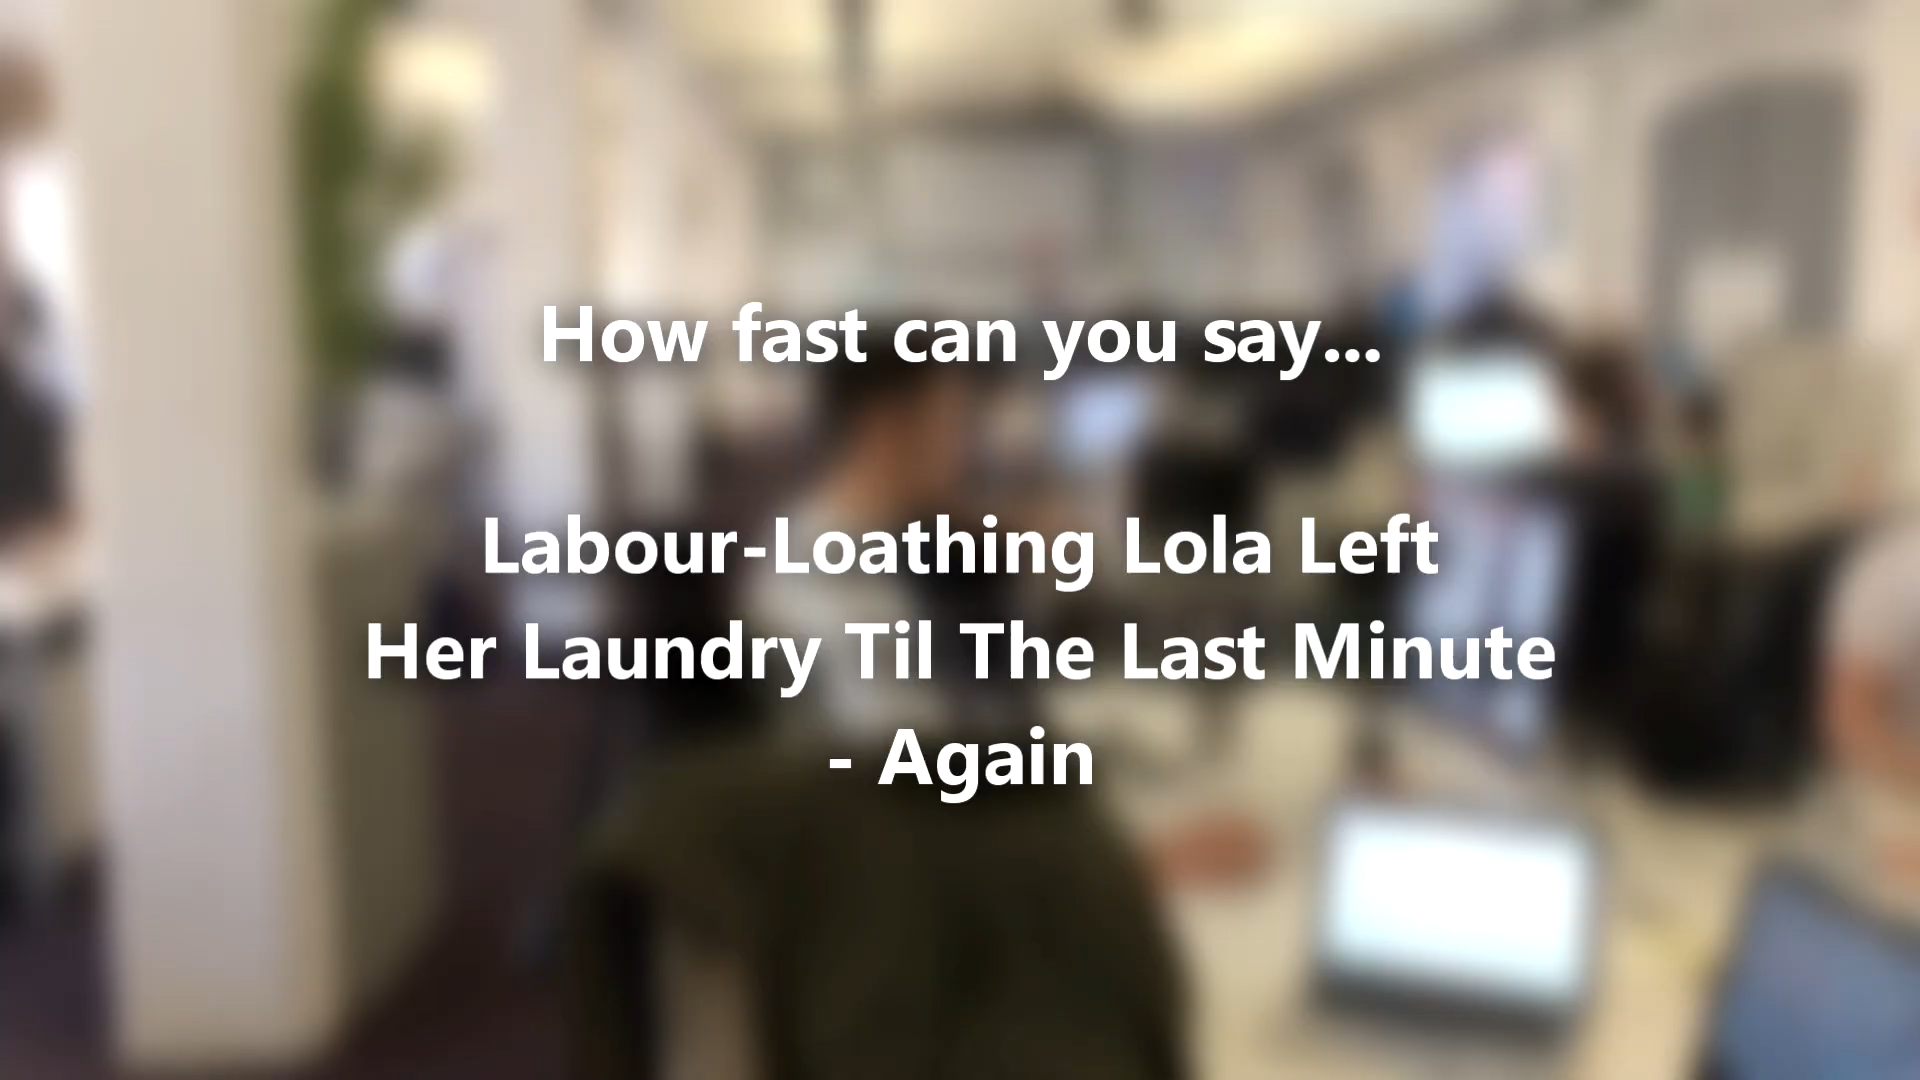 How fast can you say...
Labour-Loathing Lola Left
Her Laundry Til The Last Minute
- Again